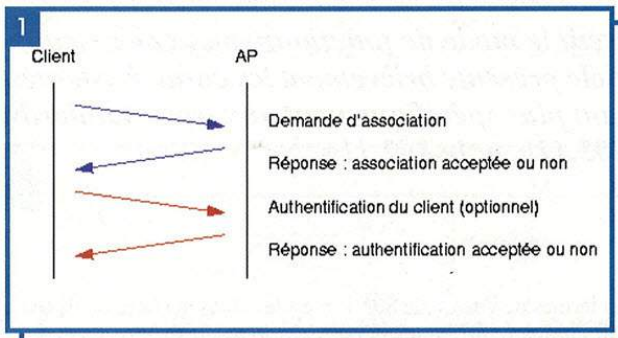 1
Client AP
Demande d'association
Réponse : association acceptée ou non
Authentification du client (optionnel)
Réponse : authentification acceptée ou non